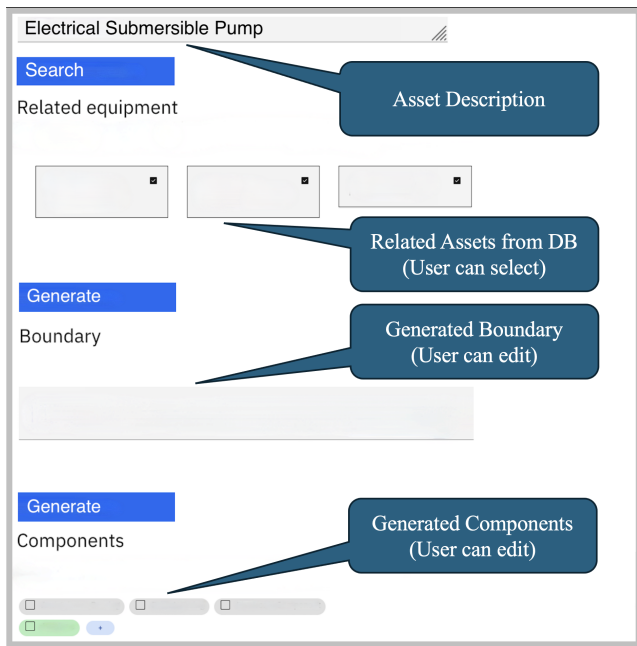 Electrical Submersible Pump
Search
Asset Description
Related equipment
Related Assets from DB
(User can select)
Generate
Boundary
Generated Boundary
(User can edit)
Generate
Components
Generated Components
(User can edit)
+